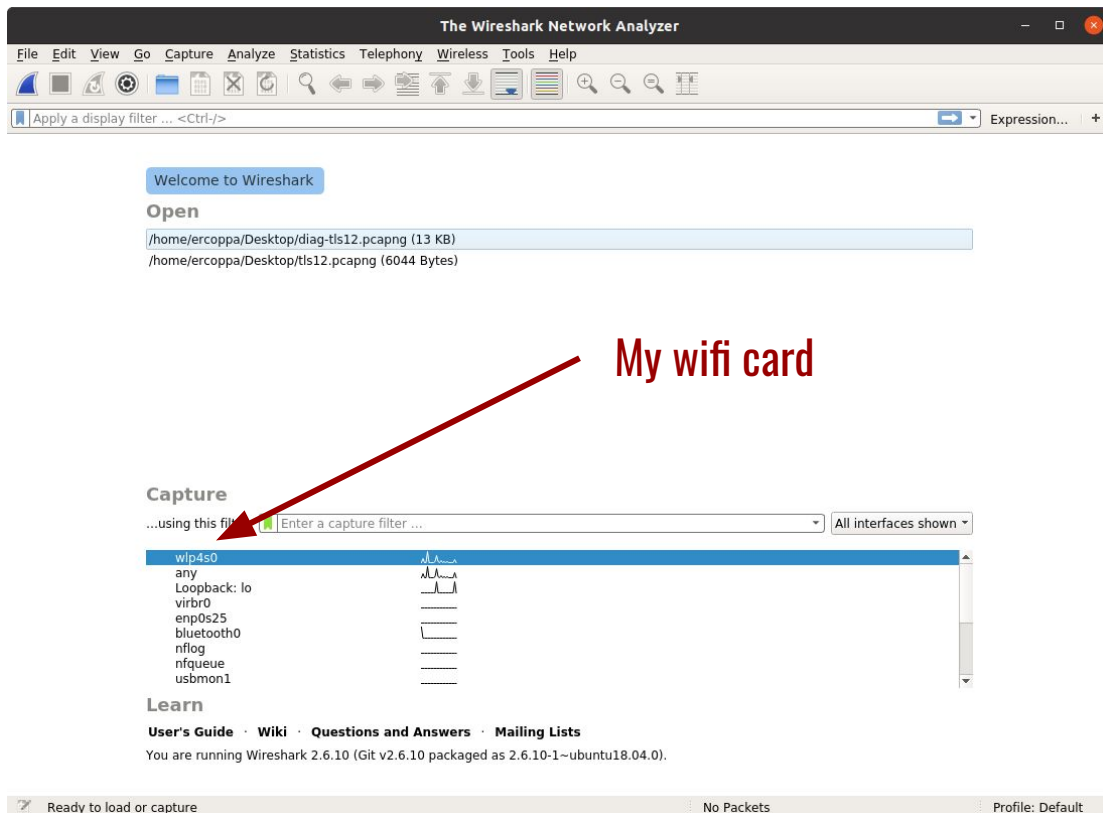 The Wireshark Network Analyzer
File Edit View Go Capture Analyze Statistics Telephony Wireless Tools Help
Apply a display filter ... <Ctrl-/>
Expression... +
Welcome to Wireshark
Open
/home/ercoppa/Desktop/diag-tls12.pcapng (13 KB)
/home/ercoppa/Desktop/tls12.pcapng (6044 Bytes)
My wifi card
Capture
...using this fil Enter a capture filter ... All interfaces shown
wlp4s0
any
Loopback: lo
virbr0
enp0s25
bluetooth0
nflog
nfqueue
usbmon1
Learn
User's Guide · Wiki · Questions and Answers · Mailing Lists
You are running Wireshark 2.6.10 (Git v2.6.10 packaged as 2.6.10-1~ubuntu18.04.0).
Ready to load or capture No Packets Profile: Default